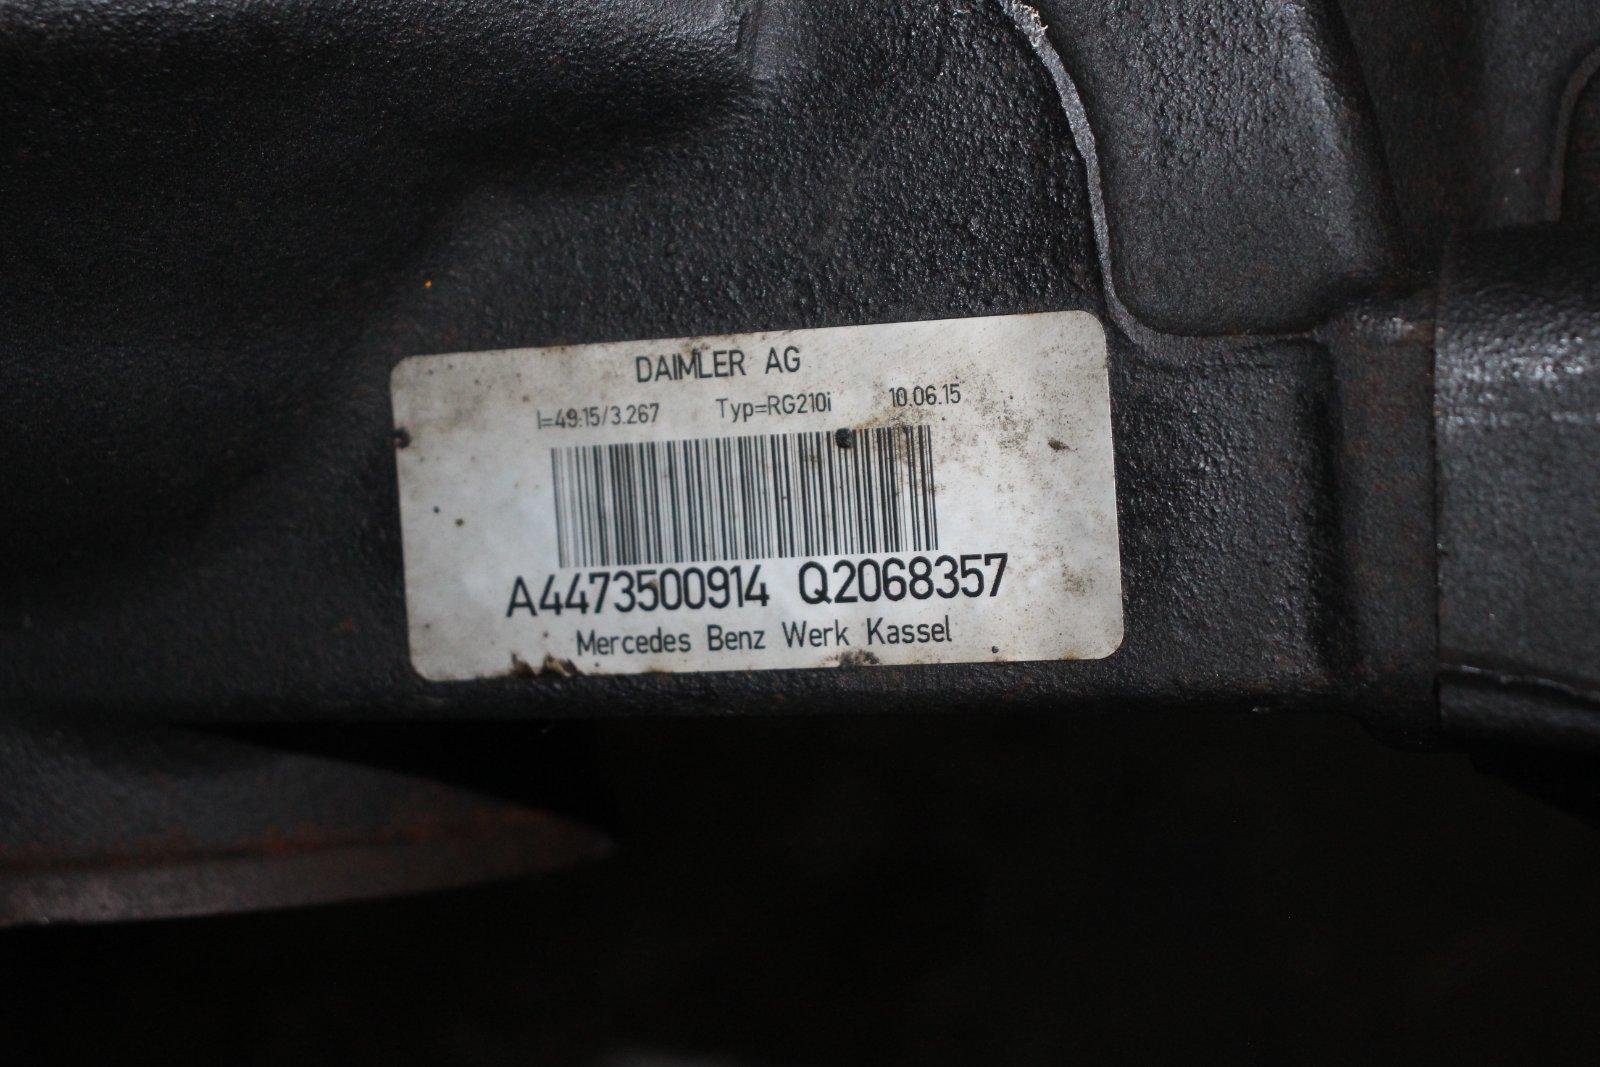 DAIMLER AG
I=49:15/3.267 Typ=RG210i 10.06.15
A4473500914 Q2068357
Mercedes Benz Werk Kassel